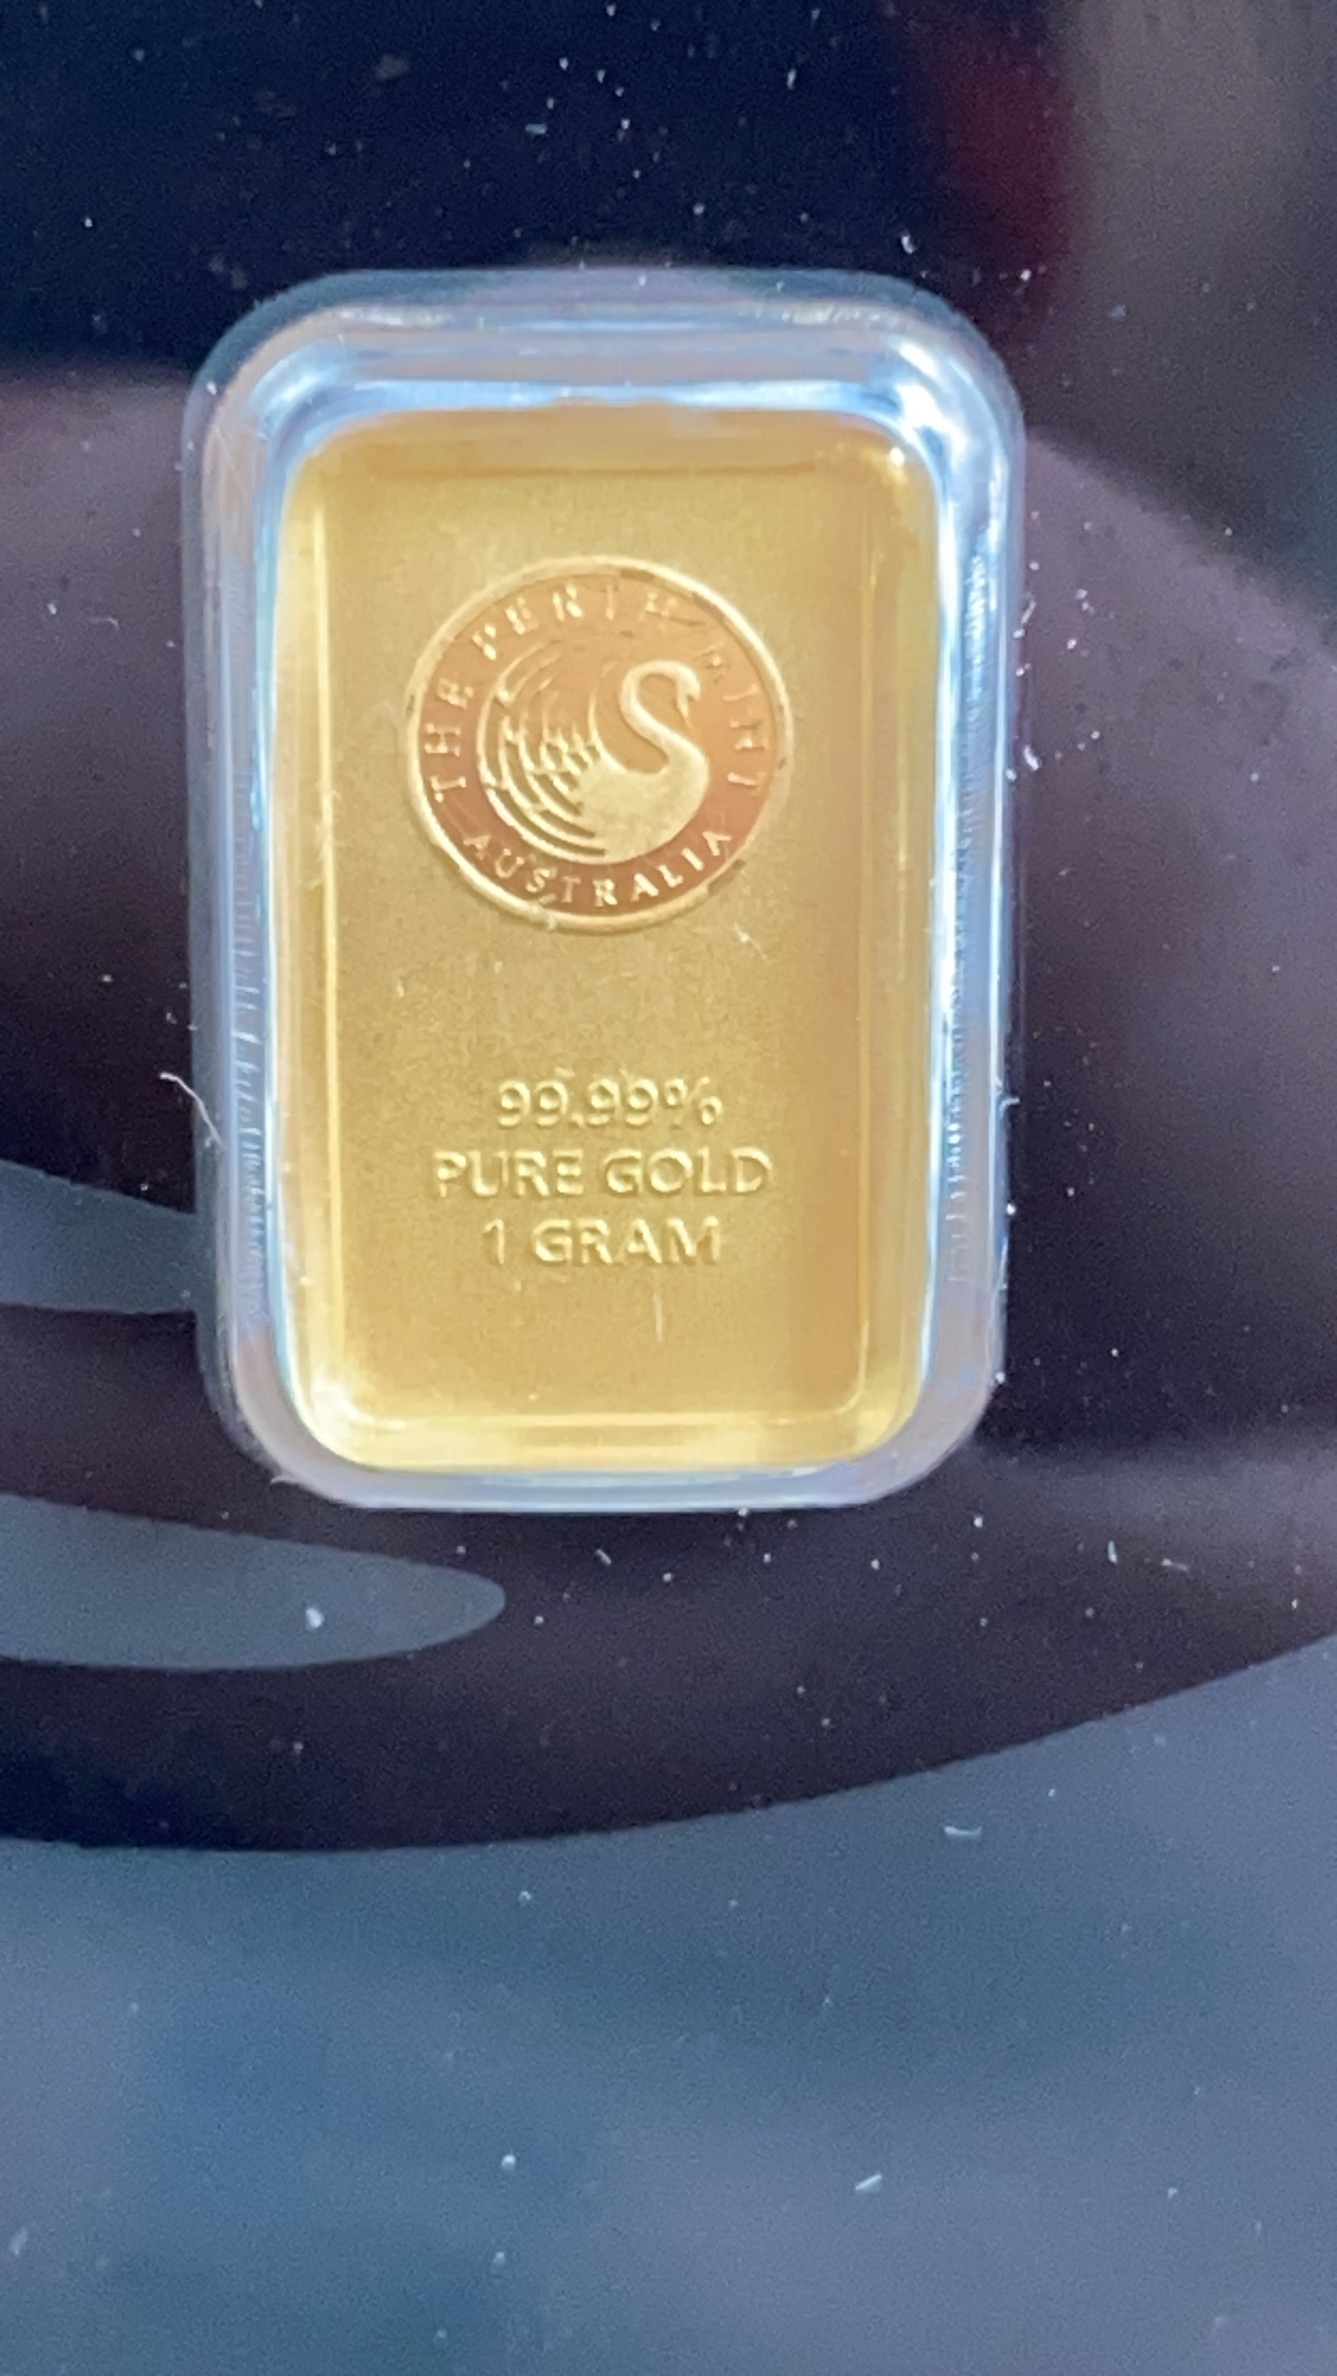 THE PERTH MINT
AUSTRALIA
99.99%
PURE GOLD
1 GRAM